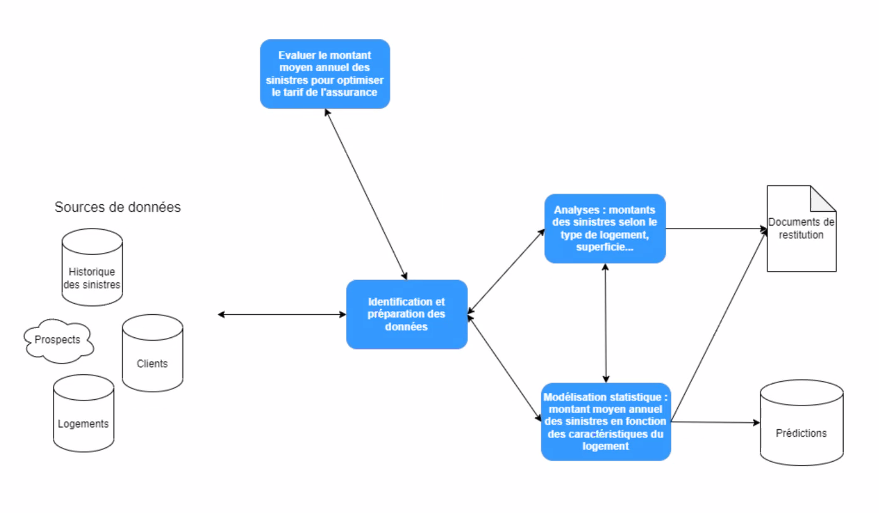 Evaluer le montant
moyen annuel des
sinistres pour optimiser
le tarif de l'assurance
Sources de données
Historique
des sinistres
Prospects
Clients
Logements
Identification et
préparation des
données
Analyses : montants
des sinistres selon le
type de logement,
superficie...
Modélisation statistique :
montant moyen annuel
des sinistres en fonction
des caractéristiques du
logement
Documents de
restitution
Prédictions